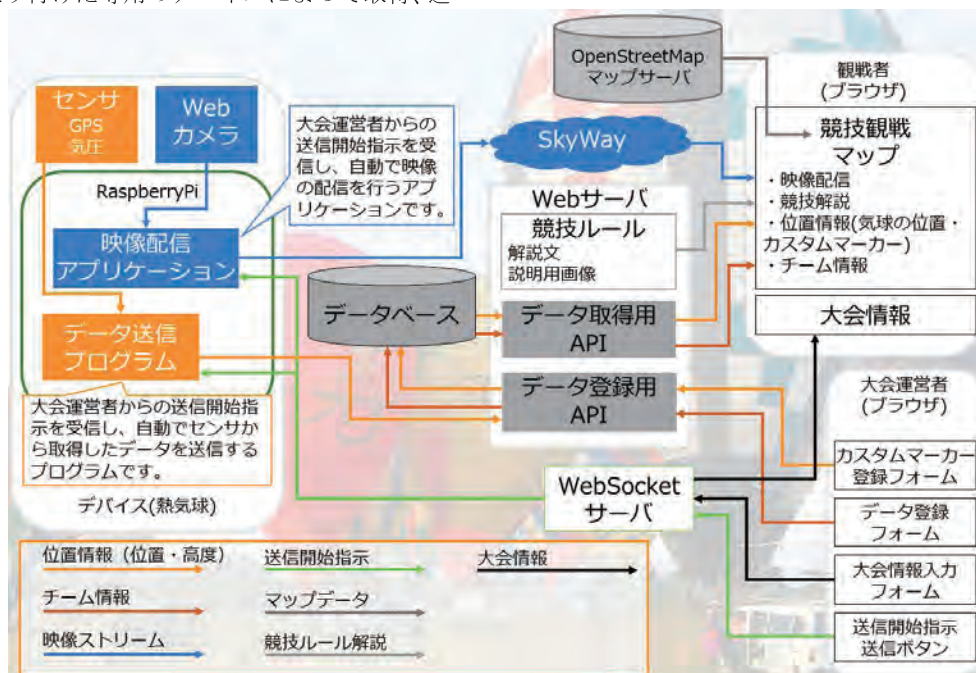 センサ
GPS
気圧
Web
カメラ
RaspberryPi
大会運営者からの
送信開始指示を受
信し、自動で映像
の配信を行うアプ
リケーションです。
映像配信
アプリケーション
データ送信
プログラム
大会運営者からの送信開始指
示を受信し、自動でセンサか
ら取得したデータを送信する
プログラムです。
デバイス(熱気球)
OpenStreetMap
マップサーバ
SkyWay
Webサーバ
競技ルール
解説文
説明用画像
データベース
データ取得用
API
データ登録用
API
WebSocket
サーバ
観戦者
(ブラウザ)
競技観戦
マップ
・映像配信
・競技解説
・位置情報(気球の位置・
カスタムマーカー)
・チーム情報
大会情報
大会運営者
(ブラウザ)
カスタムマーカー
登録フォーム
データ登録
フォーム
大会情報入力
フォーム
送信開始指示
送信ボタン
位置情報（位置・高度）
送信開始指示
大会情報
チーム情報
マップデータ
映像ストリーム
競技ルール解説